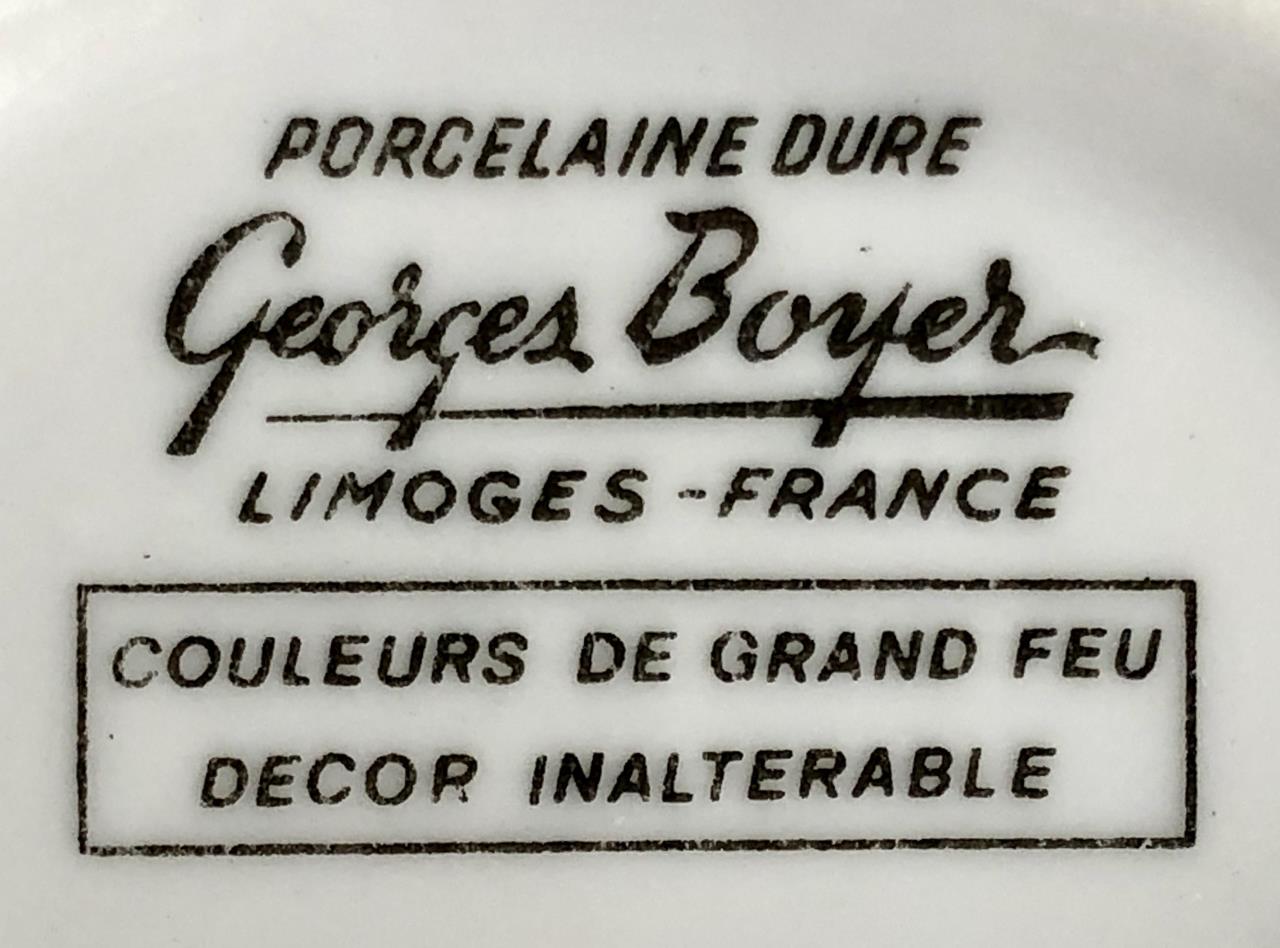 PORCELAINE DURE
Georges Boyer
LIMOGES - FRANCE
COULEURS DE GRAND FEU
DECOR INALTERABLE